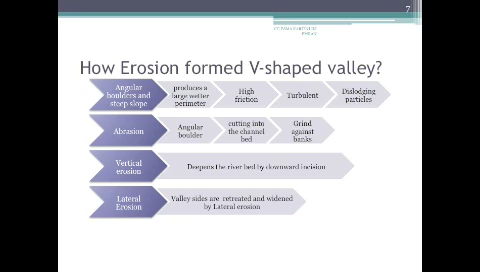 7
How Erosion formed V-shaped valley?
Angular
boulders and
steep slope
produces a
large wetter
perimeter
High
friction
Turbulent
Dislodging
particles
Abrasion
Angular
boulder
cutting into
the channel
bed
Grind
against
banks
Vertical
erosion
Deepens the river bed by downward incision
Lateral
Erosion
Valley sides are retreated and widened
by Lateral erosion